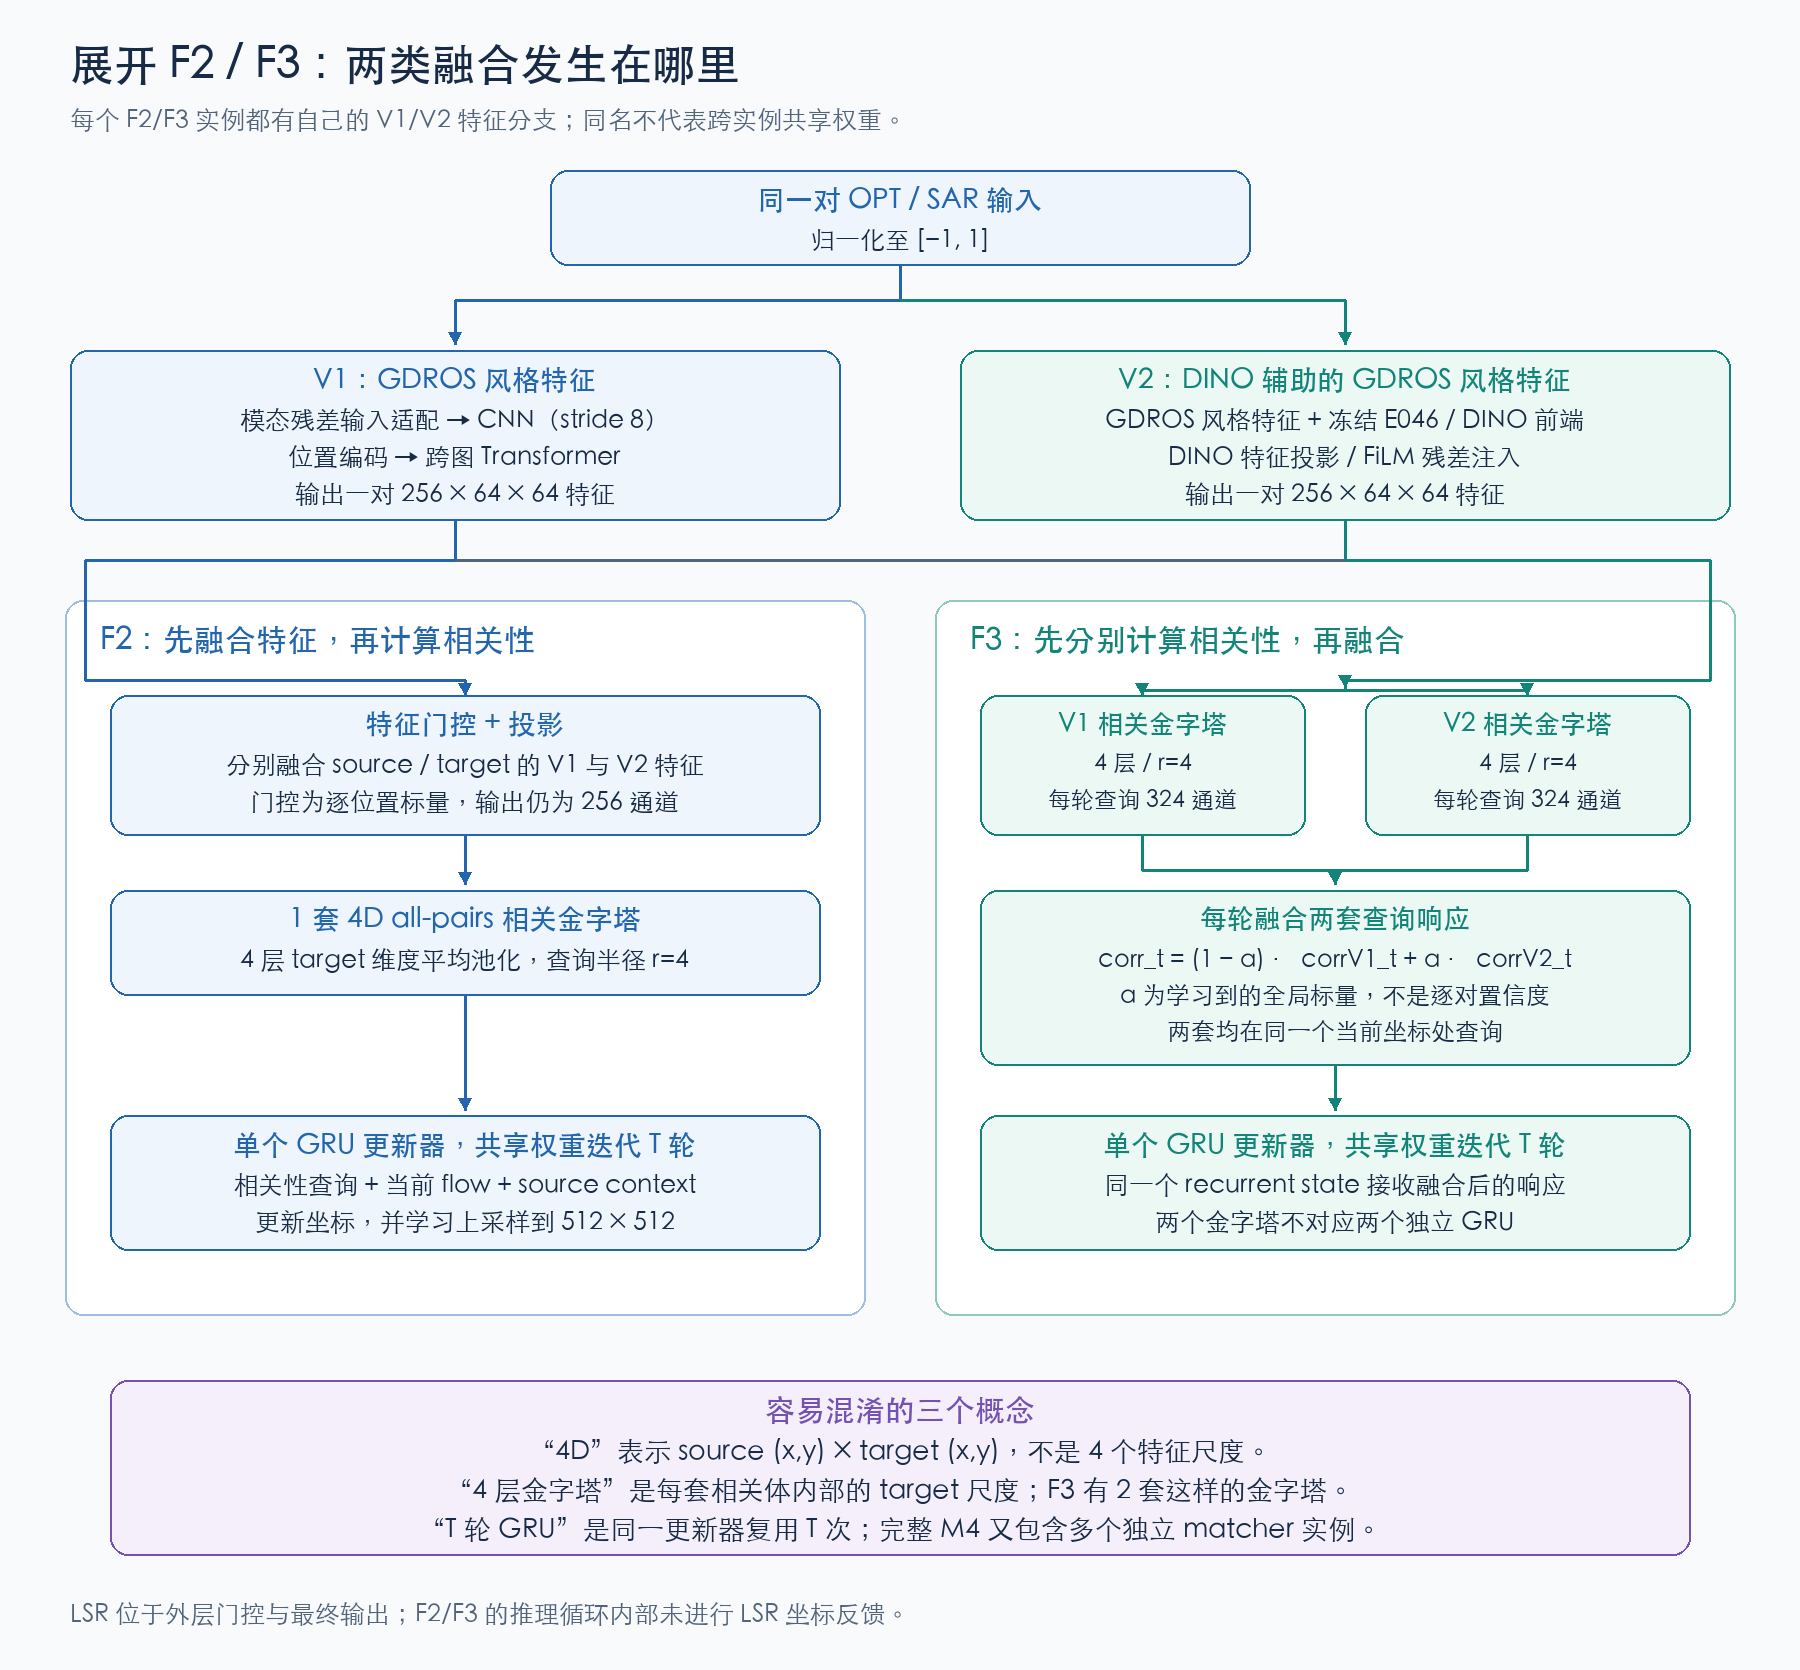 展开 F2 / F3：两类融合发生在哪里
每个 F2/F3 实例都有自己的 V1/V2 特征分支；同名不代表跨实例共享权重。
同一对 OPT / SAR 输入
归一化至 [−1, 1]
V1：GDROS 风格特征
模态残差输入适配 → CNN（stride 8）
位置编码 → 跨图 Transformer
输出一对 256 × 64 × 64 特征
V2：DINO 辅助的 GDROS 风格特征
GDROS 风格特征 + 冻结 E046 / DINO 前端
DINO 特征投影 / FiLM 残差注入
输出一对 256 × 64 × 64 特征
F2：先融合特征，再计算相关性
特征门控 + 投影
分别融合 source / target 的 V1 与 V2 特征
门控为逐位置标量，输出仍为 256 通道
1 套 4D all-pairs 相关金字塔
4 层 target 维度平均池化，查询半径 r=4
单个 GRU 更新器，共享权重迭代 T 轮
相关性查询 + 当前 flow + source context
更新坐标，并学习上采样到 512 × 512
F3：先分别计算相关性，再融合
V1 相关金字塔
4 层 / r=4
每轮查询 324 通道
V2 相关金字塔
4 层 / r=4
每轮查询 324 通道
每轮融合两套查询响应
corr_t = (1 − a) · corrV1_t + a · corrV2_t
a 为学习到的全局标量，不是逐对置信度
两套均在同一个当前坐标处查询
单个 GRU 更新器，共享权重迭代 T 轮
同一个 recurrent state 接收融合后的响应
两个金字塔不对应两个独立 GRU
容易混淆的三个概念
“4D”表示 source (x,y) × target (x,y)，不是 4 个特征尺度。
“4 层金字塔”是每套相关体内部的 target 尺度；F3 有 2 套这样的金字塔。
“T 轮 GRU”是同一更新器复用 T 次；完整 M4 又包含多个独立 matcher 实例。
LSR 位于外层门控与最终输出；F2/F3 的推理循环内部未进行 LSR 坐标反馈。